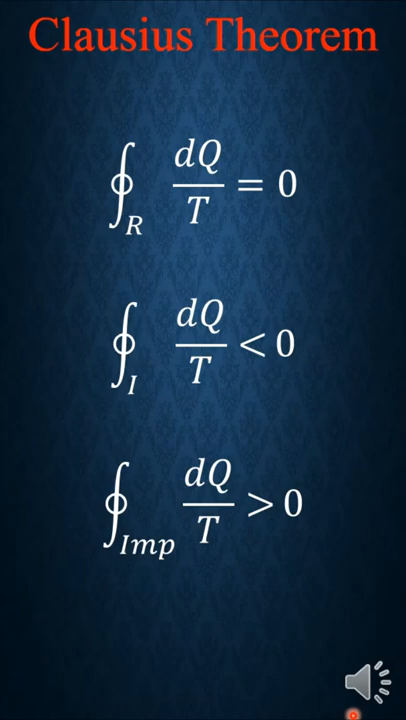 Clausius Theorem
∮_R dQ/T = 0
∮_I dQ/T < 0
∮_Imp dQ/T > 0